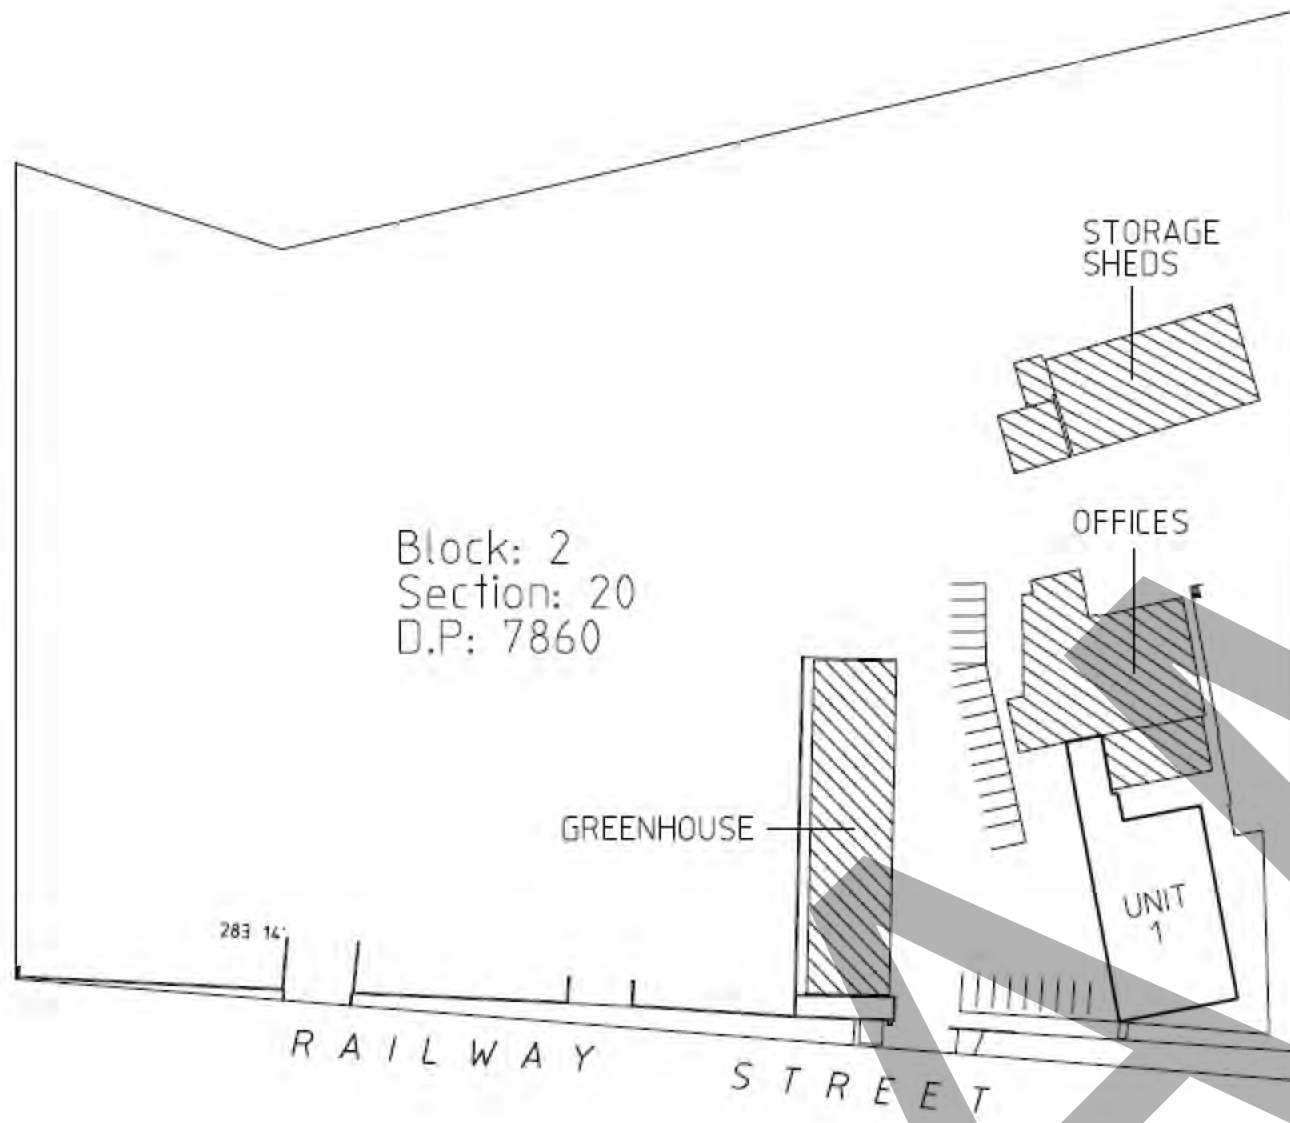 STORAGE
SHEDS
OFFICES
Block: 2
Section: 20
D.P: 7860
GREENHOUSE
UNIT
1
283 14'
RAILWAY STREET